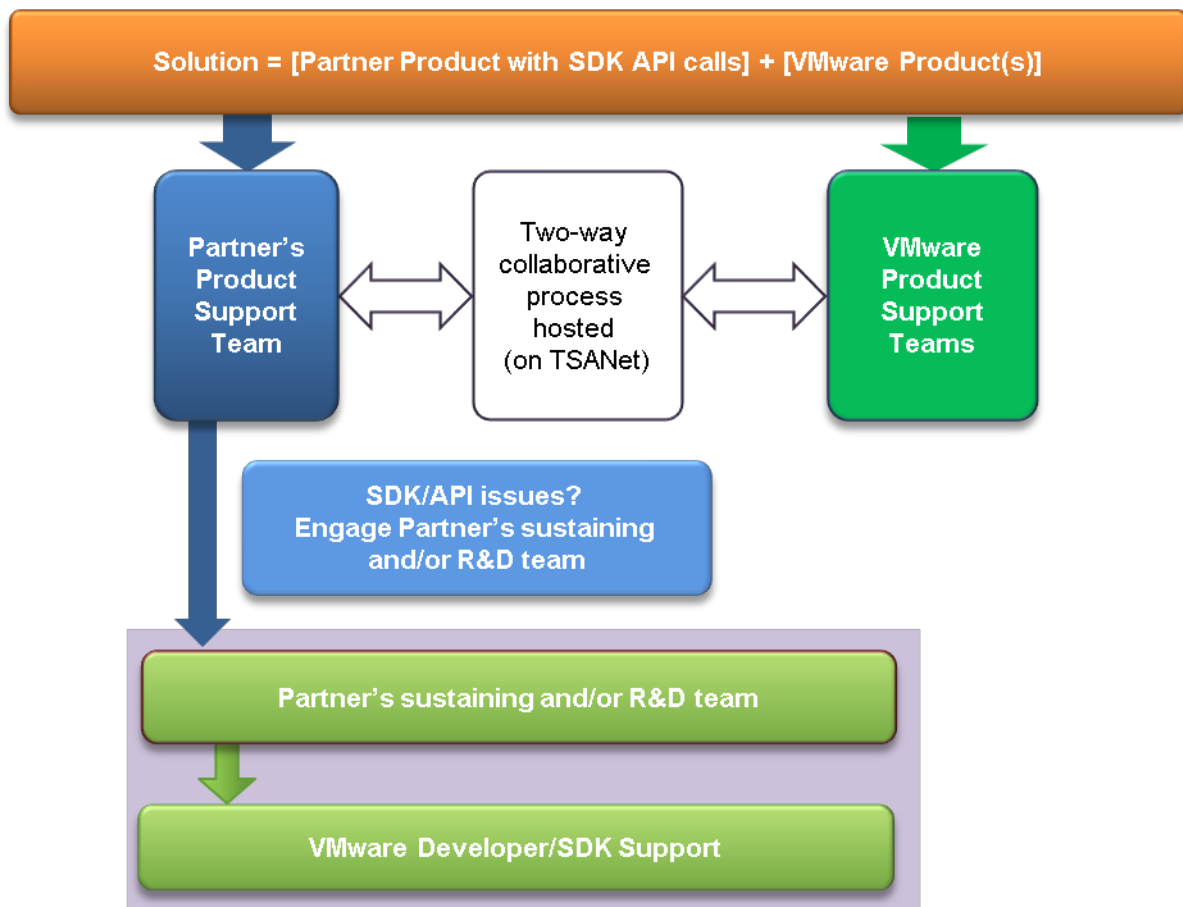 Solution = [Partner Product with SDK API calls] + [VMware Product(s)]
Partner’s
Product
Support
Team
Two-way
collaborative
process
hosted
(on TSANet)
VMware
Product
Support
Teams
SDK/API issues?
Engage Partner’s sustaining
and/or R&D team
Partner’s sustaining and/or R&D team
VMware Developer/SDK Support